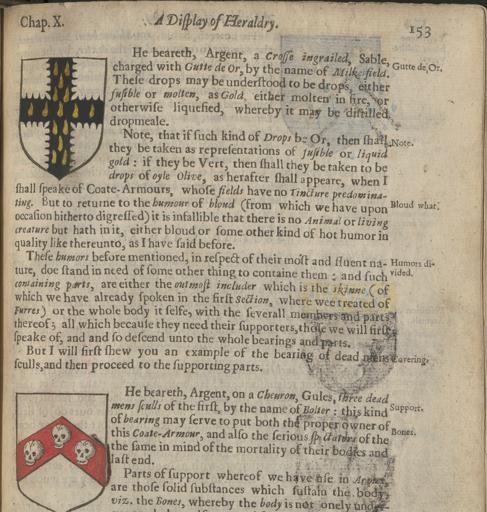 Chap. X.
A Display of Heraldry.
153
He beareth, Argent, a Crosse ingrailed, Sable,
charged with Gutte de Or, by the name of Milkefield.
Gutte de Or.
These drops may be understood to be drops, either
fusible or molten, as Gold, either molten in fire, or
otherwise liquefied, whereby it may be distilled
dropmeale.
Note, that if such kind of Drops be Or, then shall
Note.
they be taken as representations of fusible or liquid
gold: if they be Vert, then shall they be taken to be
drops of oyle Olive, as herafter shall appeare, when I
shall speake of Coate-Armours, whose fields have no Tincture predomina-
ting. But to returne to the humour of bloud (from which we have upon
Bloud what.
occasion hitherto digressed) it is infallible that there is no Animal or living
creature but hath in it, either bloud or some other kind of hot humor in
quality like thereunto, as I have said before.
These humors before mentioned, in respect of their most and fluent na-
Humors di-
vided.
ture, doe stand in need of some other thing to containe them: and such
containing parts, are either the outmost includer which is the skinne (of
which we have already spoken in the first Section, where wee treated of
Furres) or the whole body it selfe, with the severall members and parts
thereof; all which because they need their supporters, those we will first
speake of, and and so descend unto the whole bearings and parts.
But I will first shew you an example of the bearing of dead mens
Covering.
sculls, and then proceed to the supporting parts.
He beareth, Argent, on a Cheuron, Gules, three dead
mens sculls of the first, by the name of Bolter: this kind
Support.
of bearing may serve to put both the proper owner of
this Coate-Armour, and also the serious spectators of the
Bones.
the same in mind of the mortality of their bodies and
last end.
Parts of support whereof we have use in Armes,
are those solid substances which sustain the body,
viz. the Bones, whereby the body is not onely